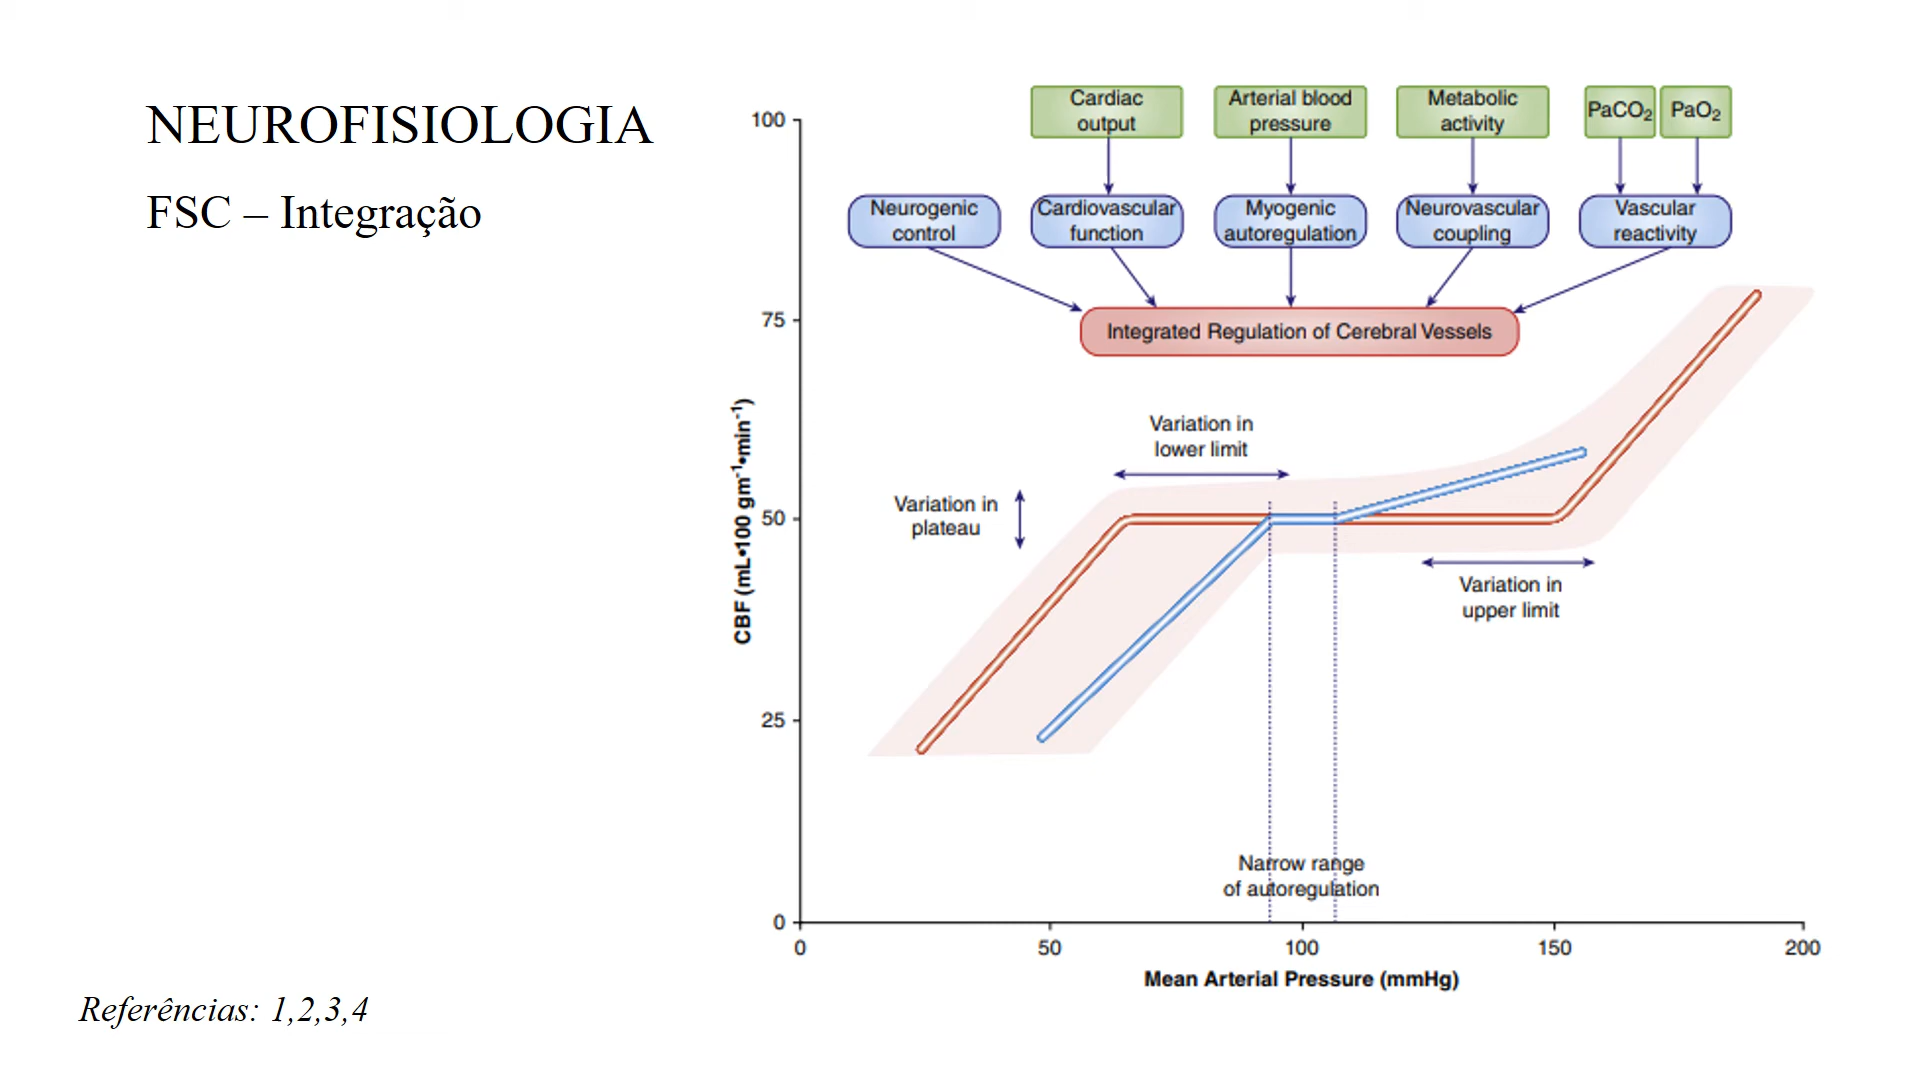 NEUROFISIOLOGIA
FSC – Integração
Cardiac
output
Arterial blood
pressure
Metabolic
activity
PaCO2
PaO2
Neurogenic
control
Cardiovascular
function
Myogenic
autoregulation
Neurovascular
coupling
Vascular
reactivity
Integrated Regulation of Cerebral Vessels
100
75
50
25
0
CBF (mL•100 gm-1•min-1)
Variation in
lower limit
Variation in
plateau
Variation in
upper limit
Narrow range
of autoregulation
0
50
100
150
200
Mean Arterial Pressure (mmHg)
Referências: 1,2,3,4